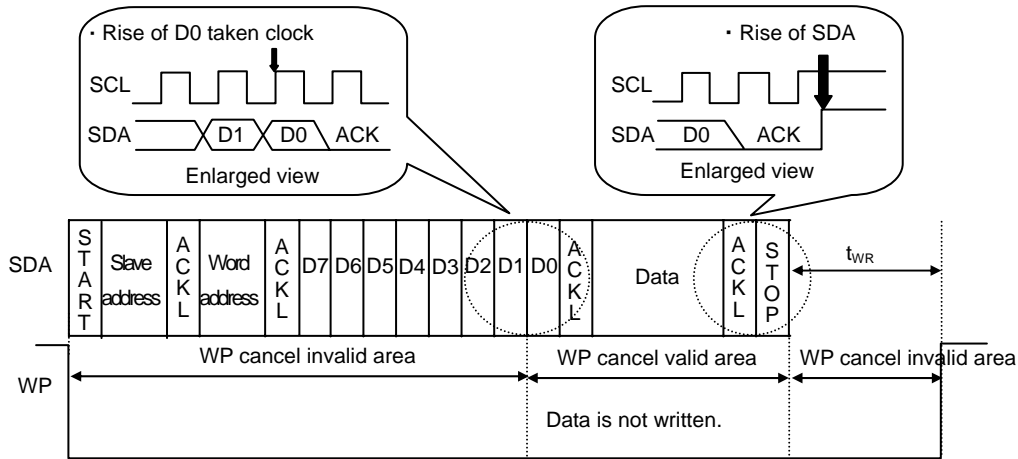 ・Rise of D0 taken clock
SCL
SDA D1 D0 ACK
Enlarged view
・Rise of SDA
SCL
SDA D0 ACK
Enlarged view
SDA START Slave address ACKL Word address ACKL D7 D6 D5 D4 D3 D2 D1 D0 ACKL Data ACKL STOP tWR
WP cancel invalid area WP cancel valid area WP cancel invalid area
WP
Data is not written.